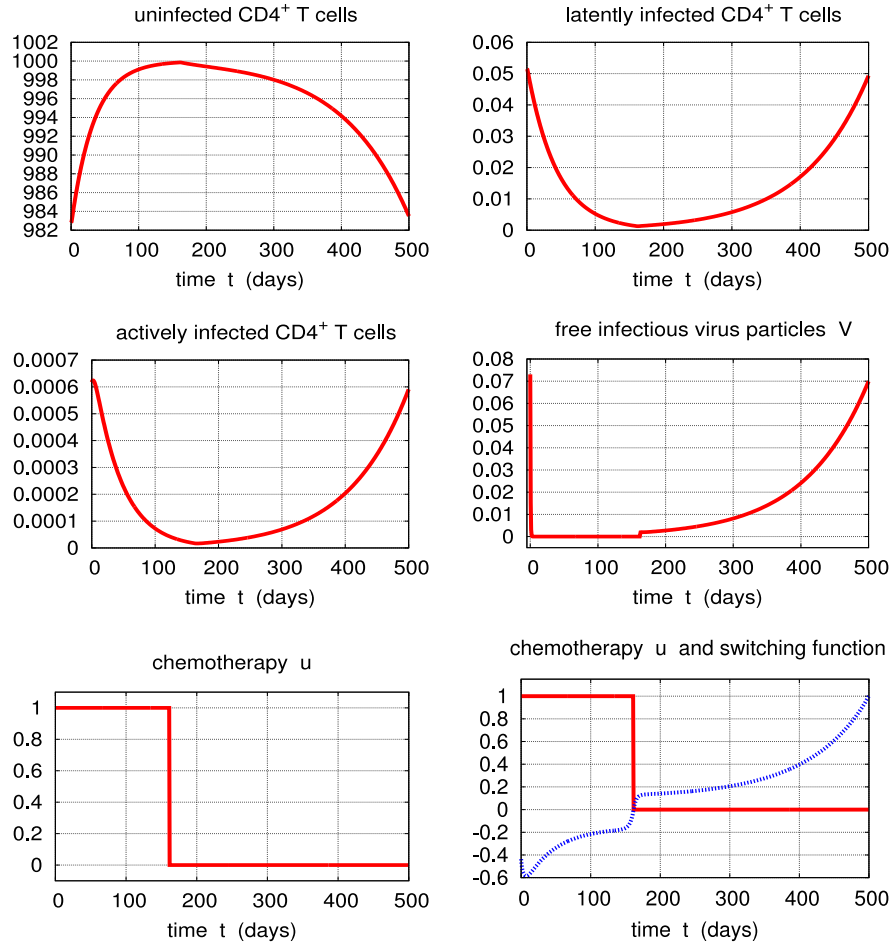 uninfected CD4⁺ T cells
1002
1000
998
996
994
992
990
988
986
984
982
0 100 200 300 400 500
time t (days)
latently infected CD4⁺ T cells
0.06
0.05
0.04
0.03
0.02
0.01
0
0 100 200 300 400 500
time t (days)
actively infected CD4⁺ T cells
0.0007
0.0006
0.0005
0.0004
0.0003
0.0002
0.0001
0
0 100 200 300 400 500
time t (days)
free infectious virus particles V
0.08
0.07
0.06
0.05
0.04
0.03
0.02
0.01
0
0 100 200 300 400 500
time t (days)
chemotherapy u
1
0.8
0.6
0.4
0.2
0
0 100 200 300 400 500
time t (days)
chemotherapy u and switching function
1
0.8
0.6
0.4
0.2
0
-0.2
-0.4
-0.6
0 100 200 300 400 500
time t (days)